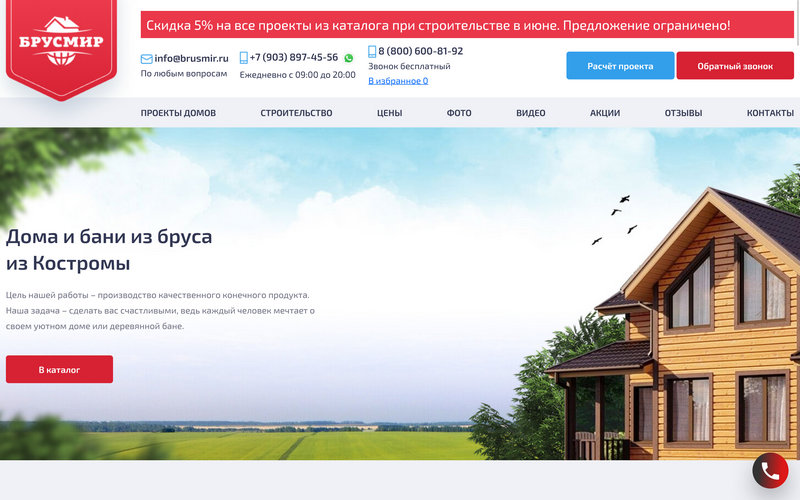 БРУСМИР
Скидка 5% на все проекты из каталога при строительстве в июне. Предложение ограничено!
info@brusmir.ru
По любым вопросам
+7 (903) 897-45-56
Ежедневно с 09:00 до 20:00
8 (800) 600-81-92
Звонок бесплатный
В избранное 0
Расчёт проекта
Обратный звонок
ПРОЕКТЫ ДОМОВ
СТРОИТЕЛЬСТВО
ЦЕНЫ
ФОТО
ВИДЕО
АКЦИИ
ОТЗЫВЫ
КОНТАКТЫ
Дома и бани из бруса
из Костромы
Цель нашей работы – производство качественного конечного продукта.
Наша задача – сделать вас счастливыми, ведь каждый человек мечтает о
своем уютном доме или деревянной бане.
В каталог